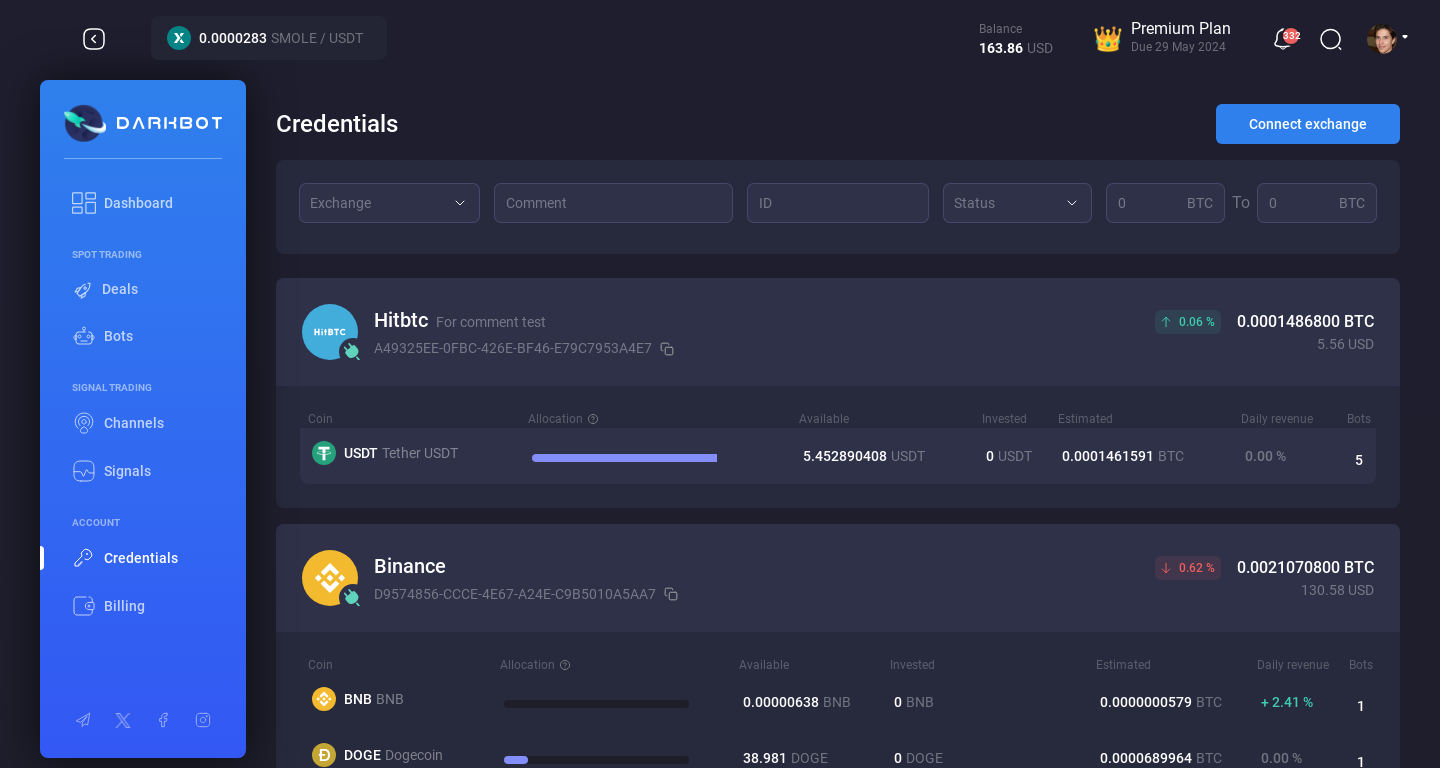 0.0000283 SMOLE / USDT
Balance
163.86 USD
Premium Plan
Due 29 May 2024
332
DARKBOT
Dashboard
SPOT TRADING
Deals
Bots
SIGNAL TRADING
Channels
Signals
ACCOUNT
Credentials
Billing
Credentials
Connect exchange
Exchange
Comment
ID
Status
0 BTC To 0 BTC
HitBTC
Hitbtc For comment test
A49325EE-0FBC-426E-BF46-E79C7953A4E7
0.06 % 0.0001486800 BTC
5.56 USD
Coin Allocation Available Invested Estimated Daily revenue Bots
USDT Tether USDT 5.452890408 USDT 0 USDT 0.0001461591 BTC 0.00 % 5
Binance
D9574856-CCCE-4E67-A24E-C9B5010A5AA7
0.62 % 0.0021070800 BTC
130.58 USD
Coin Allocation Available Invested Estimated Daily revenue Bots
BNB BNB 0.00000638 BNB 0 BNB 0.0000000579 BTC + 2.41 % 1
DOGE Dogecoin 38.981 DOGE 0 DOGE 0.0000689964 BTC 0.00 % 1